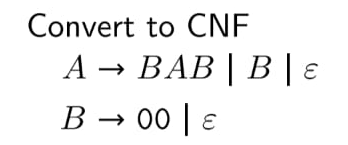 Convert to CNF
A → BAB | B | ε
B → 00 | ε